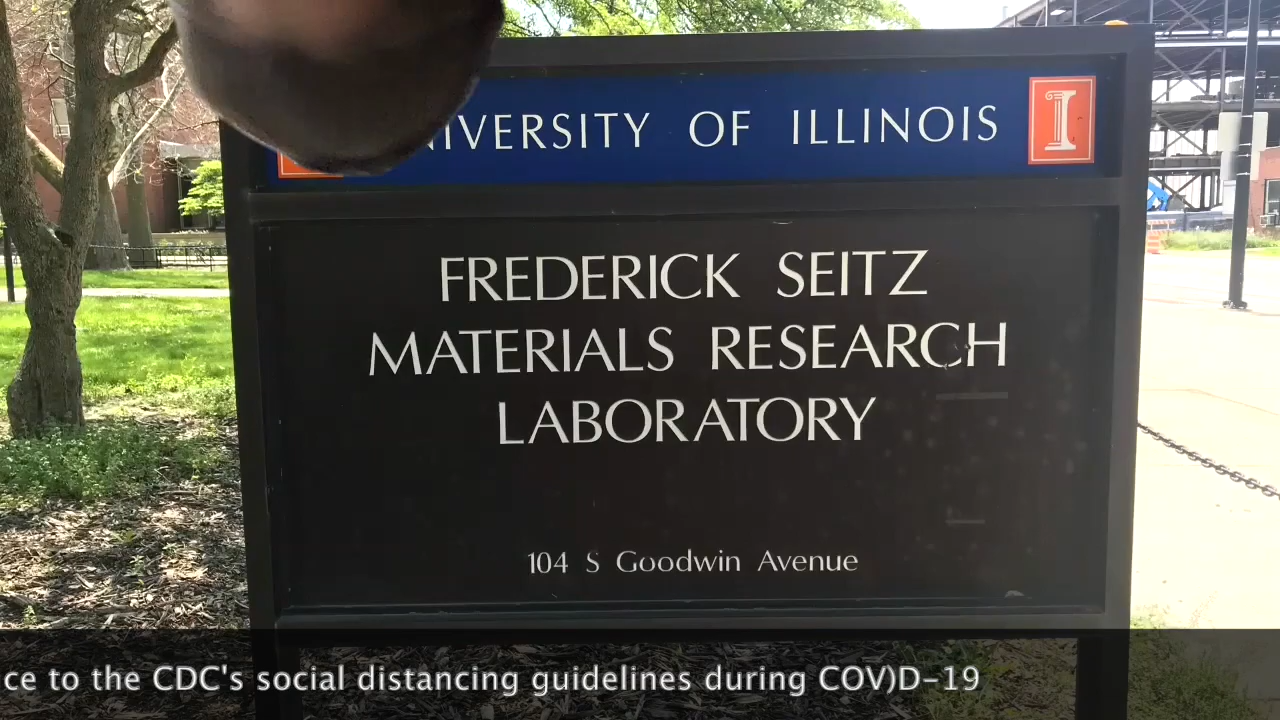 NIVERSITY OF ILLINOIS
I
FREDERICK SEITZ
MATERIALS RESEARCH
LABORATORY
104 S Goodwin Avenue
ce to the CDC's social distancing guidelines during COV)D-19